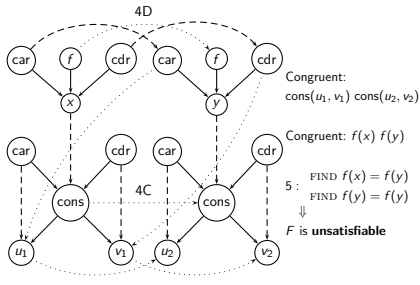 4D
car f cdr car f cdr
Congruent:
x y
cons(u₁, v₁) cons(u₂, v₂)
Congruent: f(x) f(y)
car cdr car cdr
5 : FIND f(x) = f(y)
4C
FIND f(y) = f(y)
cons cons
⇓
F is unsatisfiable
u₁ v₁ u₂ v₂